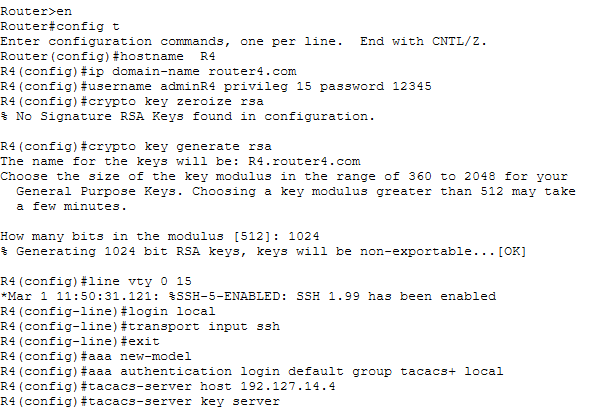 Router>en
Router#config t
Enter configuration commands, one per line.  End with CNTL/Z.
Router(config)#hostname  R4
R4(config)#ip domain-name router4.com
R4(config)#username adminR4 privileg 15 password 12345
R4(config)#crypto key zeroize rsa
% No Signature RSA Keys found in configuration.

R4(config)#crypto key generate rsa
The name for the keys will be: R4.router4.com
Choose the size of the key modulus in the range of 360 to 2048 for your
  General Purpose Keys. Choosing a key modulus greater than 512 may take
  a few minutes.

How many bits in the modulus [512]: 1024
% Generating 1024 bit RSA keys, keys will be non-exportable...[OK]

R4(config)#line vty 0 15
*Mar 1 11:50:31.121: %SSH-5-ENABLED: SSH 1.99 has been enabled
R4(config-line)#login local
R4(config-line)#transport input ssh
R4(config-line)#exit
R4(config)#aaa new-model
R4(config)#aaa authentication login default group tacacs+ local
R4(config)#tacacs-server host 192.127.14.4
R4(config)#tacacs-server key server